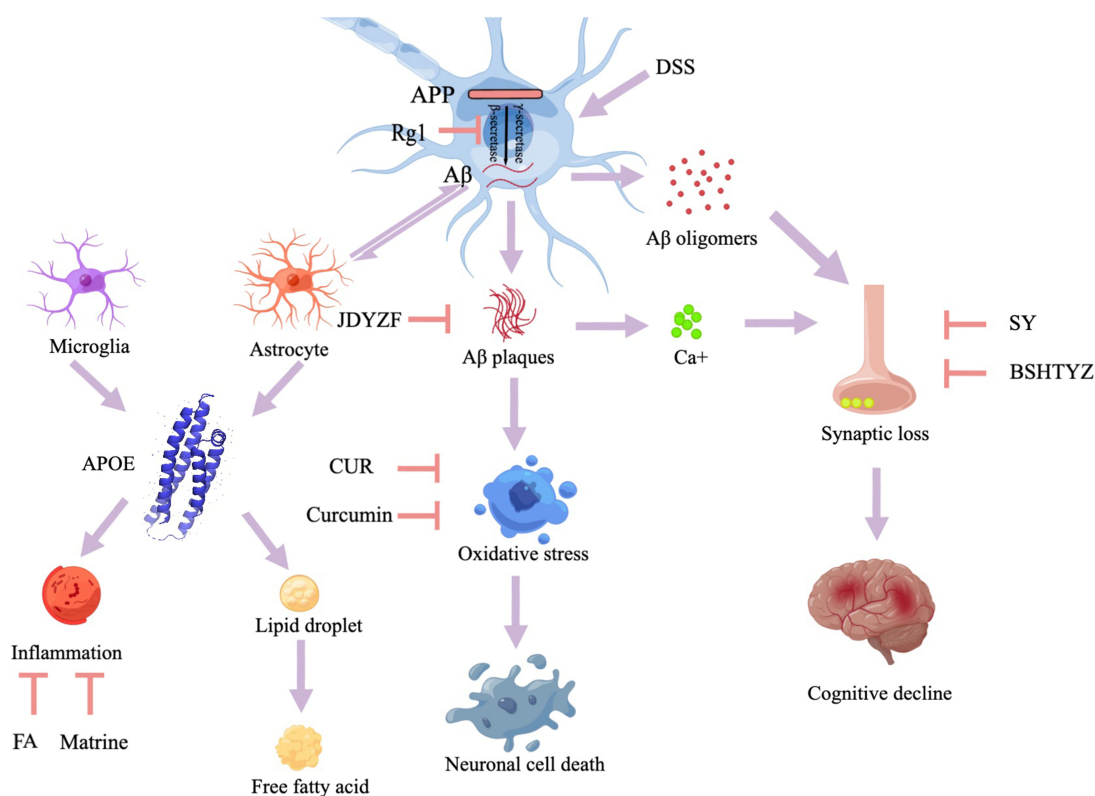 DSS
APP
β-secretase
γ-secretase
Rg1
Aβ
Aβ oligomers
Microglia
Astrocyte
JDYZF
Aβ plaques
Ca+
SY
BSHTYZ
Synaptic loss
APOE
CUR
Curcumin
Oxidative stress
Inflammation
Lipid droplet
FA
Matrine
Free fatty acid
Neuronal cell death
Cognitive decline